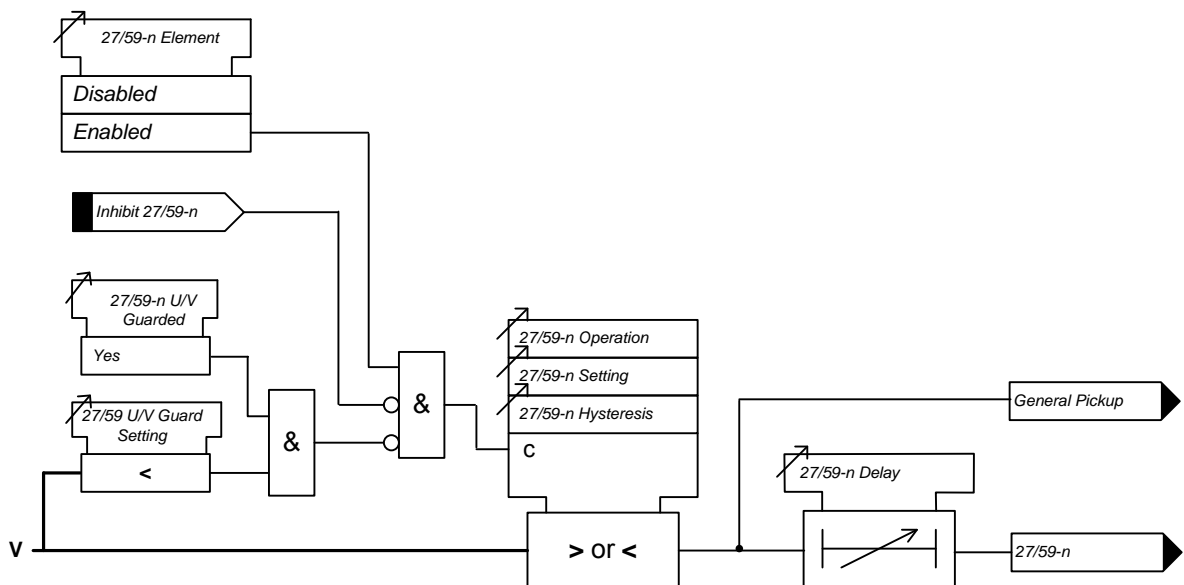 27/59-n Element
Disabled
Enabled
Inhibit 27/59-n
27/59-n U/V
Guarded
Yes
27/59 U/V Guard
Setting
<
&
&
27/59-n Operation
27/59-n Setting
27/59-n Hysteresis
c
General Pickup
27/59-n Delay
V
> or <
27/59-n